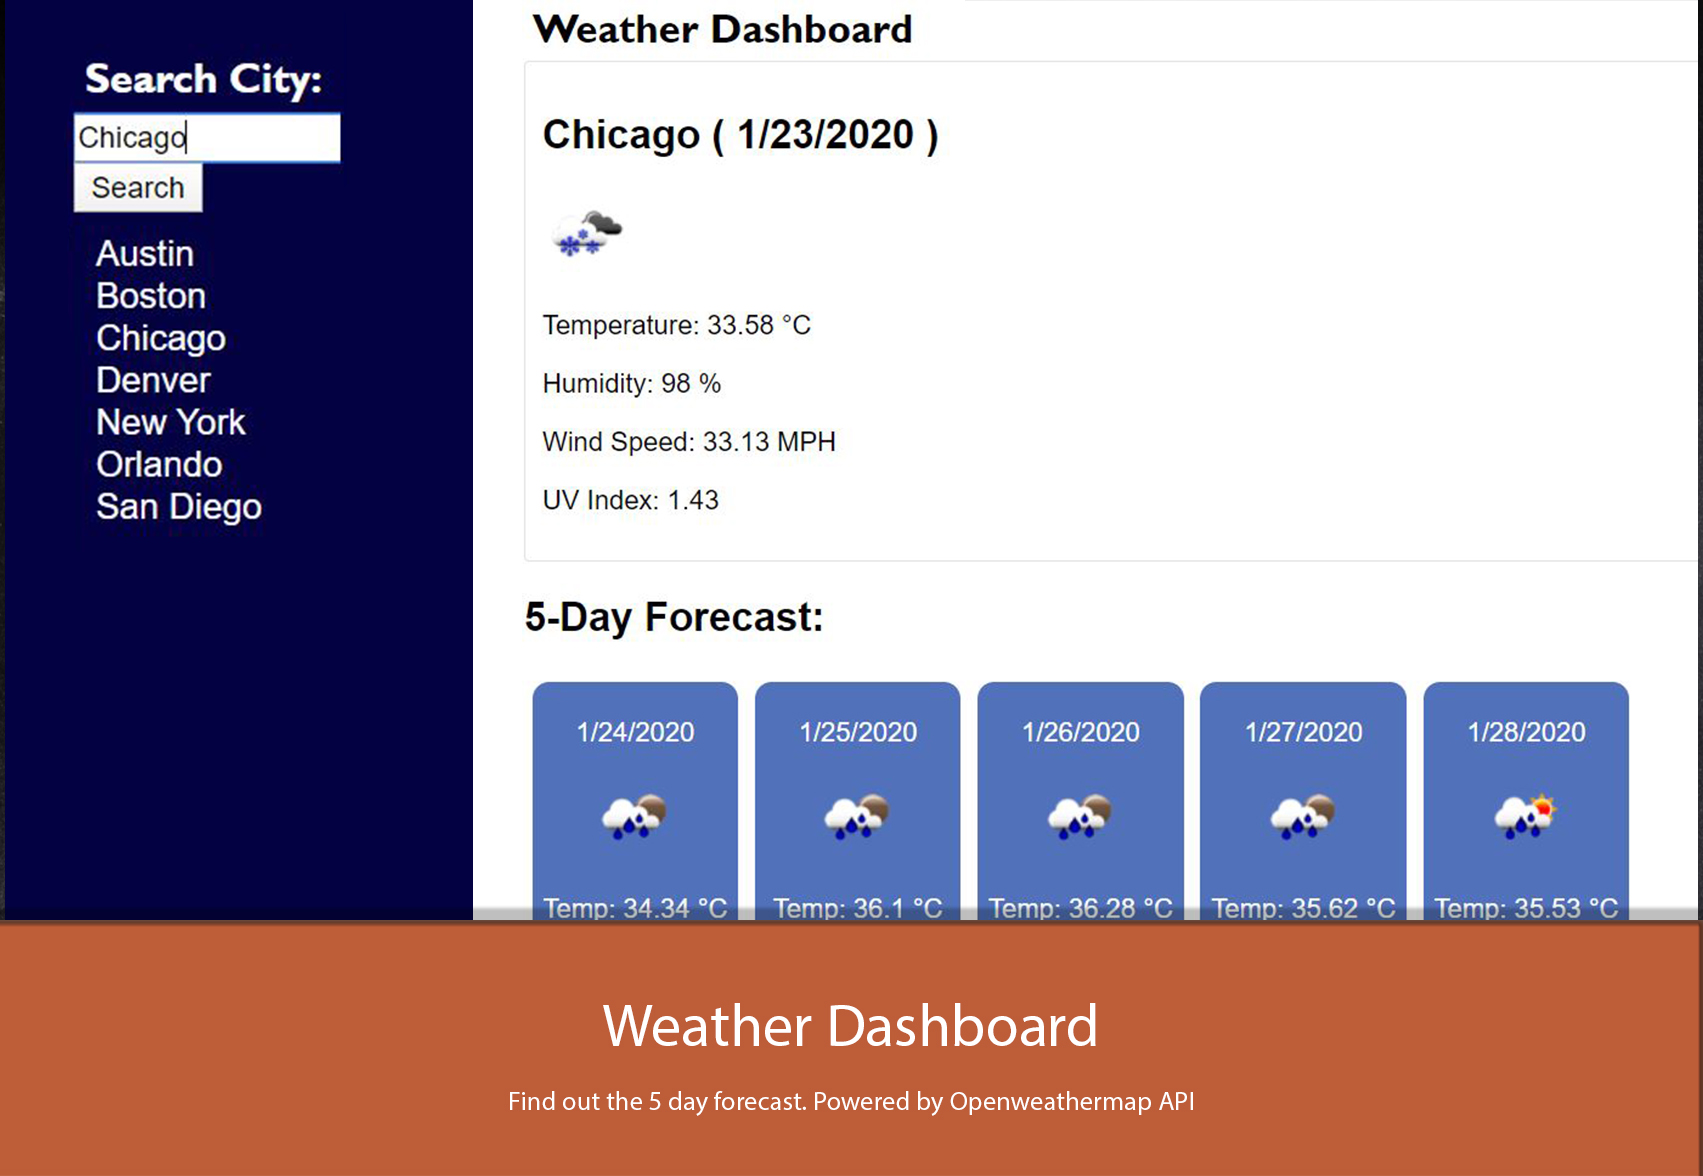 Search City:
Chicago
Search
Austin
Boston
Chicago
Denver
New York
Orlando
San Diego
Weather Dashboard
Chicago ( 1/23/2020 )
Temperature: 33.58 °C
Humidity: 98 %
Wind Speed: 33.13 MPH
UV Index: 1.43
5-Day Forecast:
1/24/2020
Temp: 34.34 °C
1/25/2020
Temp: 36.1 °C
1/26/2020
Temp: 36.28 °C
1/27/2020
Temp: 35.62 °C
1/28/2020
Temp: 35.53 °C
Weather Dashboard
Find out the 5 day forecast. Powered by Openweathermap API